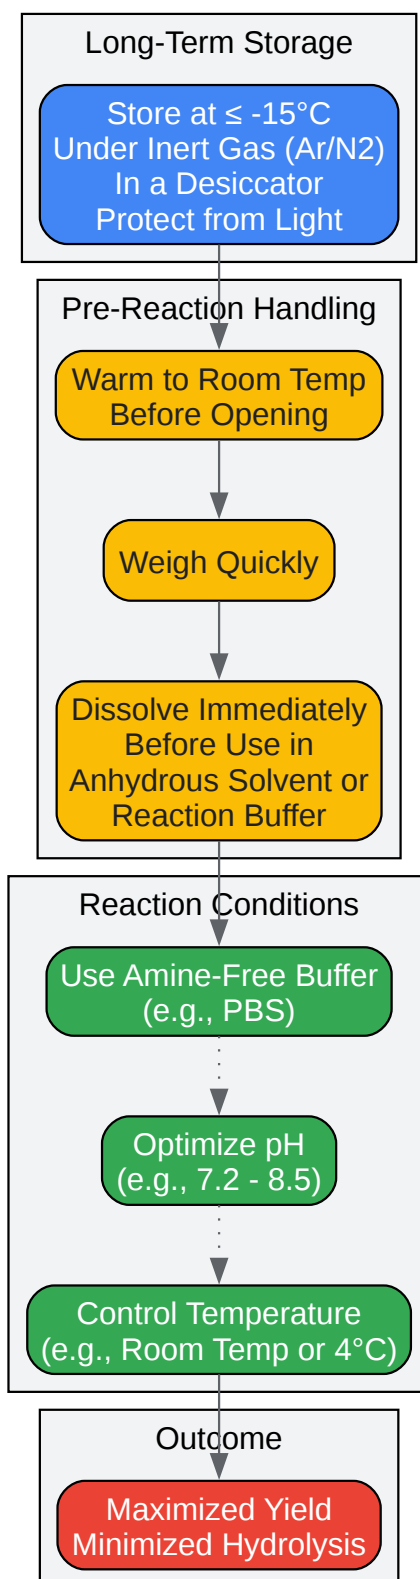 Long-Term Storage
Store at ≤ -15°C
Under Inert Gas (Ar/N2)
In a Desiccator
Protect from Light
Pre-Reaction Handling
Warm to Room Temp
Before Opening
Weigh Quickly
Dissolve Immediately
Before Use in
Anhydrous Solvent or
Reaction Buffer
Reaction Conditions
Use Amine-Free Buffer
(e.g., PBS)
Optimize pH
(e.g., 7.2 - 8.5)
Control Temperature
(e.g., Room Temp or 4°C)
Outcome
Maximized Yield
Minimized Hydrolysis